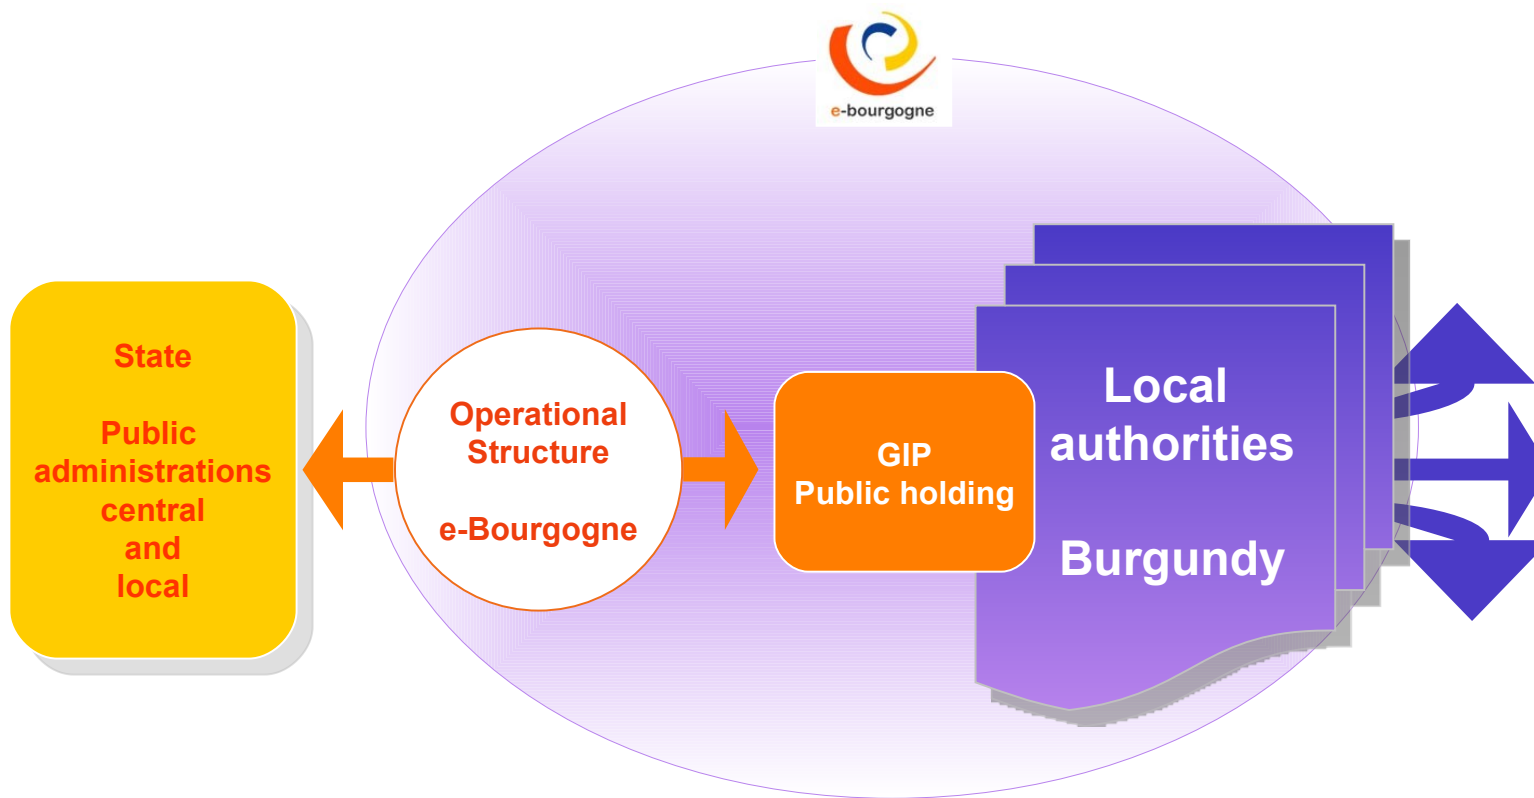 e-bourgogne
State
Public
administrations
central
and
local
Operational
Structure
e-Bourgogne
GIP
Public holding
Local
authorities
Burgundy